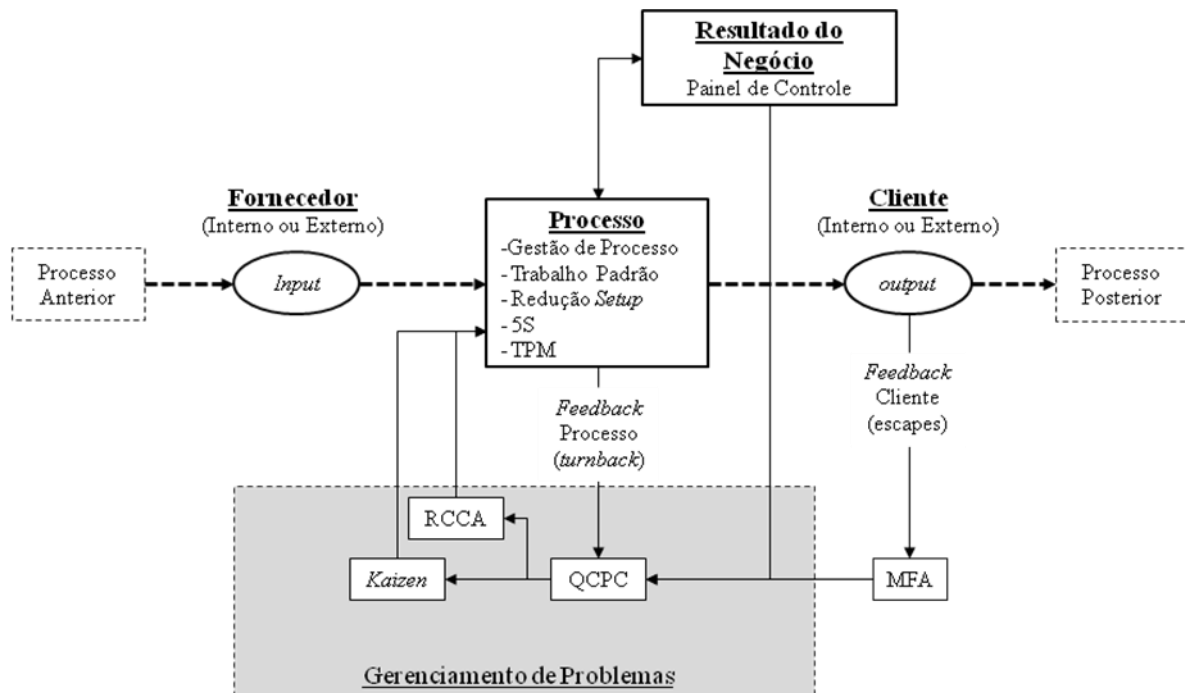 Resultado do
Negócio
Painel de Controle
Fornecedor
(Interno ou Externo)
Processo
Anterior
Input
Processo
-Gestão de Processo
-Trabalho Padrão
-Redução Setup
-5S
-TPM
Cliente
(Interno ou Externo)
output
Processo
Posterior
Feedback
Processo
(turnback)
Feedback
Cliente
(escapes)
RCCA
Kaizen
QCPC
MFA
Gerenciamento de Problemas